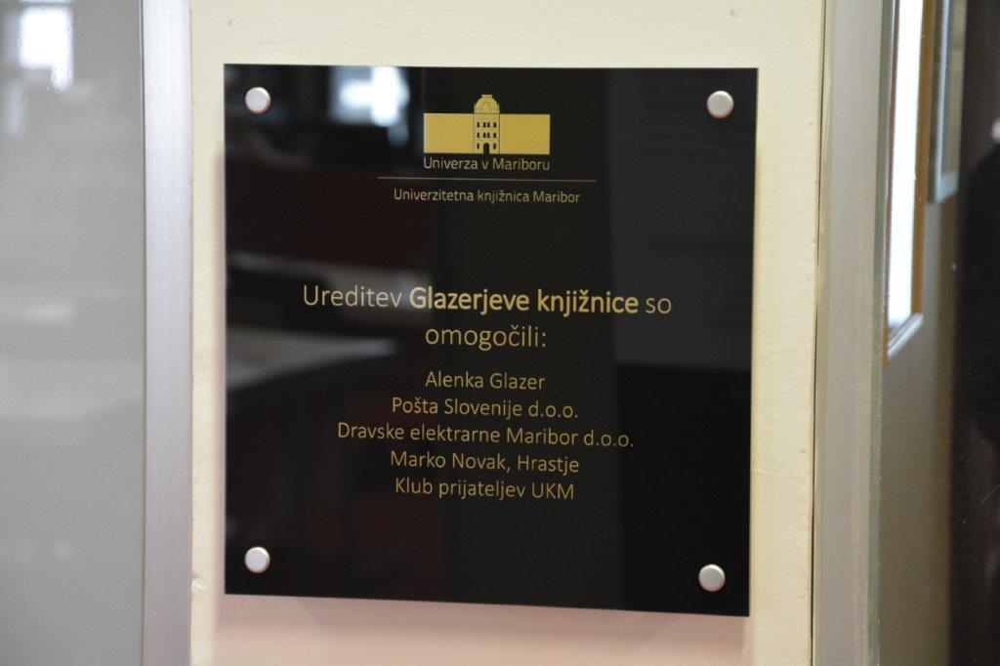 Univerza v Mariboru
Univerzitetna knjižnica Maribor
Ureditev Glazerjeve knjižnice so
omogočili:
Alenka Glazer
Pošta Slovenije d.o.o.
Dravske elektrarne Maribor d.o.o.
Marko Novak, Hrastje
Klub prijateljev UKM